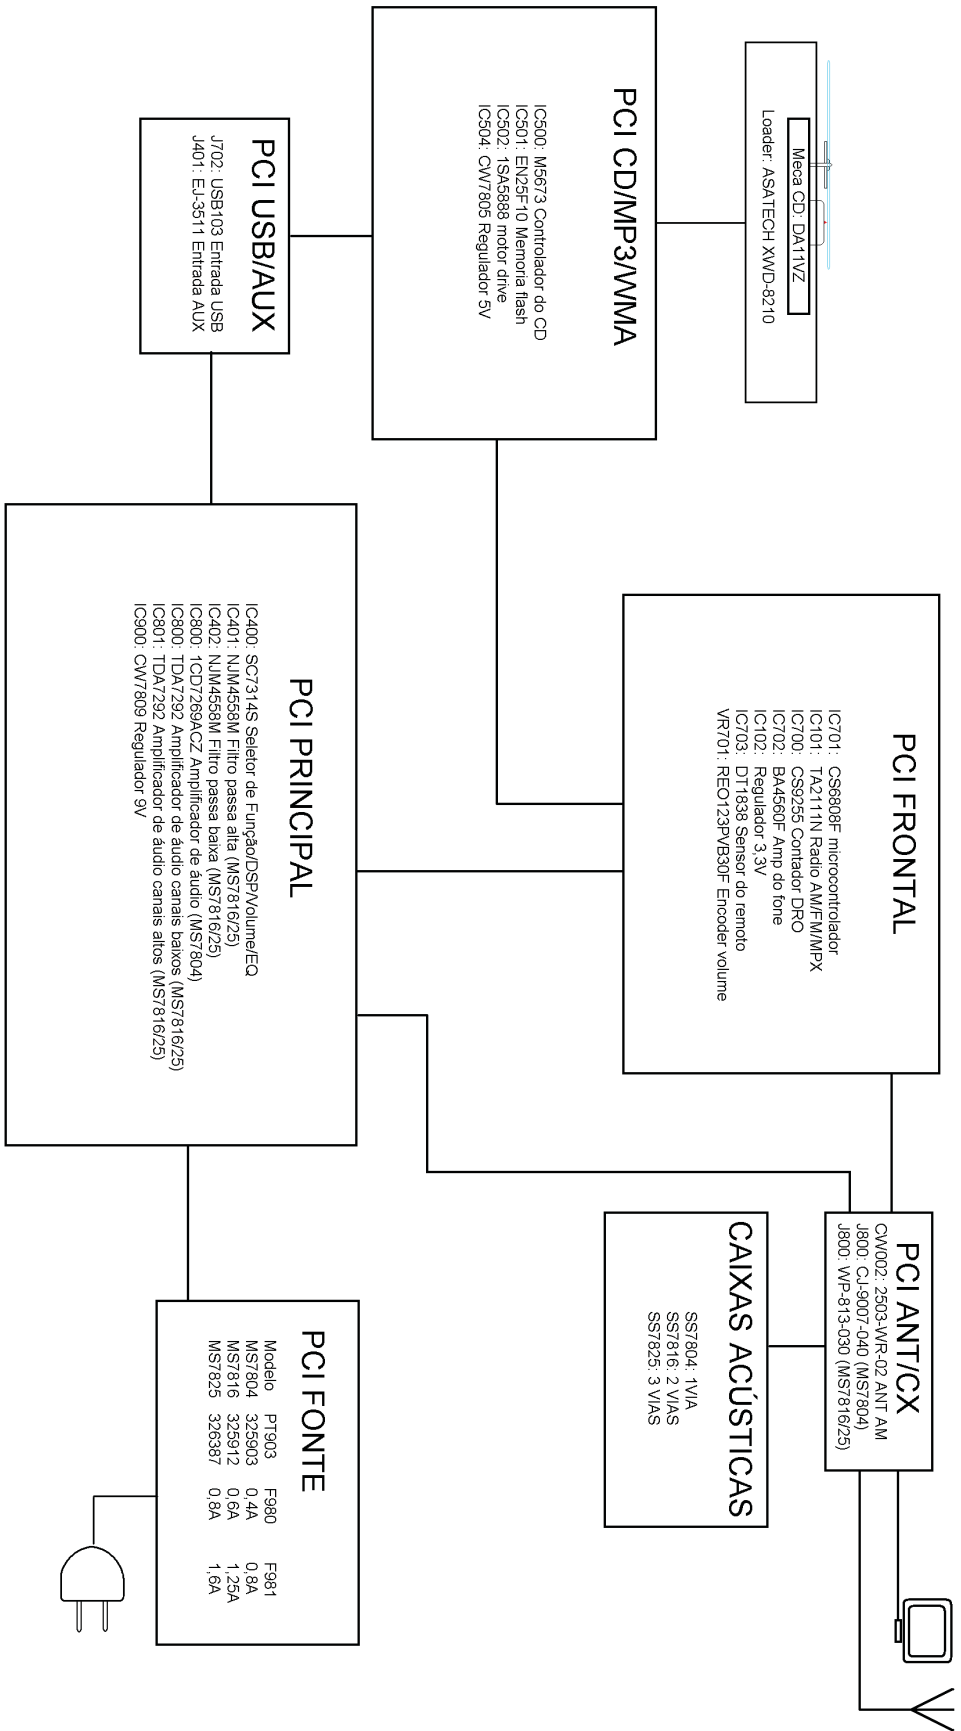 Meca CD: DA11VZ
Loader: ASATECH XWD-8210
PCI CD/MP3/WMA
IC500: M5673 Controlador do CD
IC501: EN25F10 Memoria flash
IC502: 1SA5888 motor drive
IC504: CW7805 Regulador 5V
PCI USB/AUX
J702: USB103 Entrada USB
J401: EJ-3511 Entrada AUX
PCI FRONTAL
IC701: CS6808F microcontrolador
IC101: TA2111N Radio AM/FM/MPX
IC700: CS9255 Contador DRO
IC702: BA4560F Amp do fone
IC102: Regulador 3,3V
IC703: DT1838 Sensor do remoto
VR701: REO123PVB30F Encoder volume
PCI PRINCIPAL
IC400: SC7314S Seletor de Função/DSP/Volume/EQ
IC401: NJM4558M Filtro passa alta (MS7816/25)
IC402: NJM4558M Filtro passa baixa (MS7816/25)
IC800: 1CD7269ACZ Amplificador de áudio (MS7804)
IC800: TDA7292 Amplificador de áudio canais baixos (MS7816/25)
IC801: TDA7292 Amplificador de áudio canais altos (MS7816/25)
IC900: CW7809 Regulador 9V
PCI ANT/CX
CW002: 2503-WR-02 ANT AM
J800: CJ-9007-040 (MS7804)
J800: WP-813-030 (MS7816/25)
CAIXAS ACÚSTICAS
SS7804: 1VIA
SS7816: 2 VIAS
SS7825: 3 VIAS
PCI FONTE
Modelo PT903 F980 F981
MS7804 325903 0,4A 0,8A
MS7816 325912 0,6A 1,25A
MS7825 326387 0,8A 1,6A